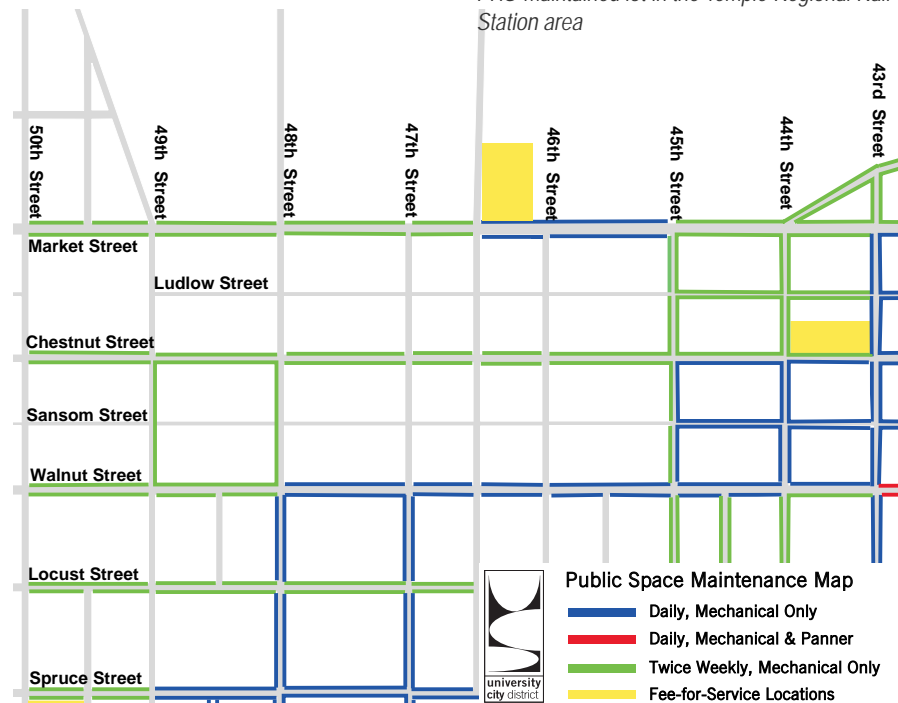 Station area
50th Street
49th Street
48th Street
47th Street
46th Street
45th Street
44th Street
43rd Street
Market Street
Ludlow Street
Chestnut Street
Sansom Street
Walnut Street
Locust Street
Spruce Street
university
city district
Public Space Maintenance Map
Daily, Mechanical Only
Daily, Mechanical & Panner
Twice Weekly, Mechanical Only
Fee-for-Service Locations